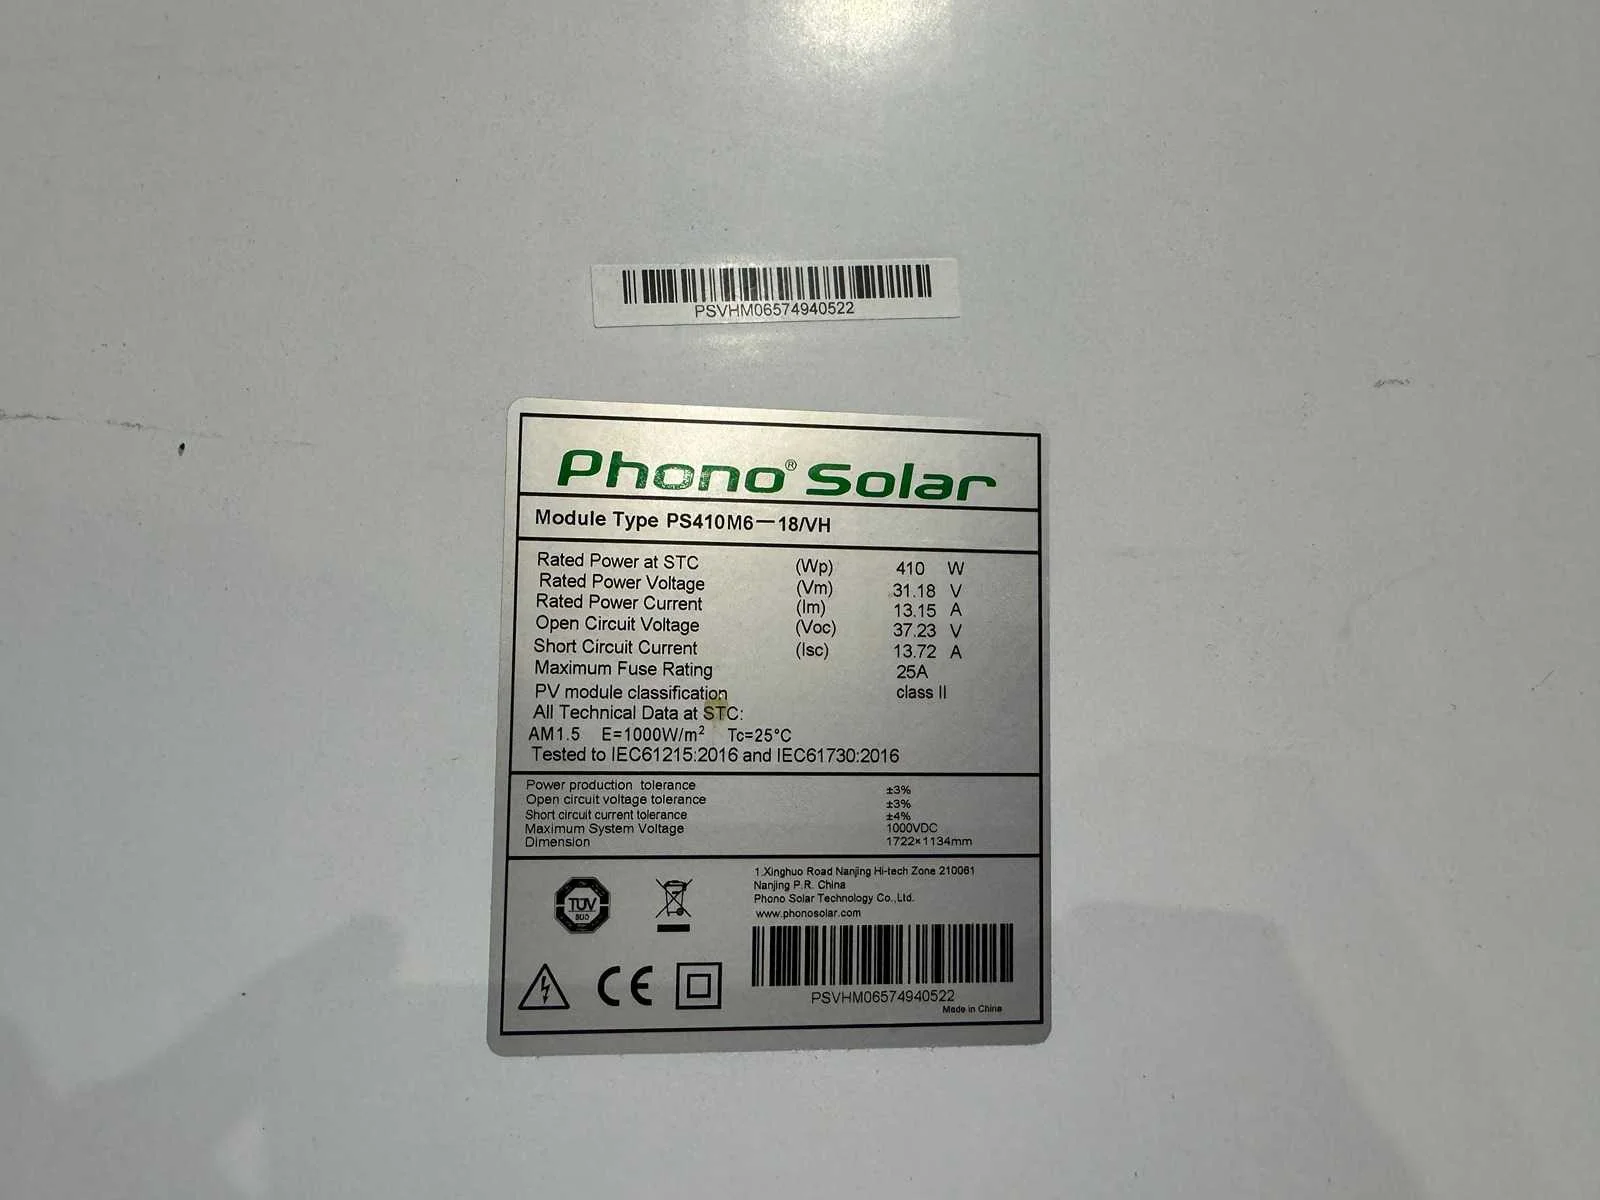 PSVHM06574940522
Phono® Solar
Module Type PS410M6—18/VH
Rated Power at STC (Wp) 410 W
Rated Power Voltage (Vm) 31.18 V
Rated Power Current (Im) 13.15 A
Open Circuit Voltage (Voc) 37.23 V
Short Circuit Current (Isc) 13.72 A
Maximum Fuse Rating 25A
PV module classification class II
All Technical Data at STC:
AM1.5 E=1000W/m² Tc=25°C
Tested to IEC61215:2016 and IEC61730:2016
Power production tolerance ±3%
Open circuit voltage tolerance ±3%
Short circuit current tolerance ±4%
Maximum System Voltage 1000VDC
Dimension 1722×1134mm
1.Xinghuo Road Nanjing Hi-tech Zone 210061
Nanjing P.R. China
Phono Solar Technology Co.,Ltd.
www.phonosolar.com
TÜV
SÜD
CE
PSVHM06574940522
Made in China